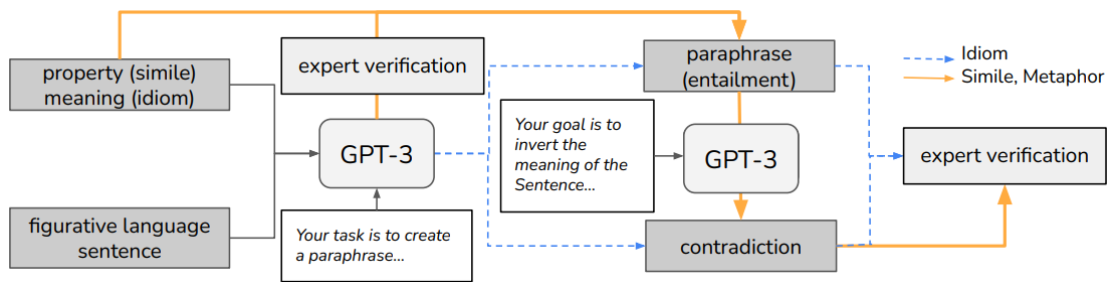 property (simile)
meaning (idiom)
figurative language
sentence
expert verification
GPT-3
Your task is to create
a paraphrase...
Your goal is to
invert the
meaning of the
Sentence...
paraphrase
(entailment)
GPT-3
contradiction
Idiom
Simile, Metaphor
expert verification